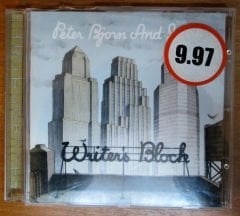 Peter Bjorn And
9.97
Writer's Block